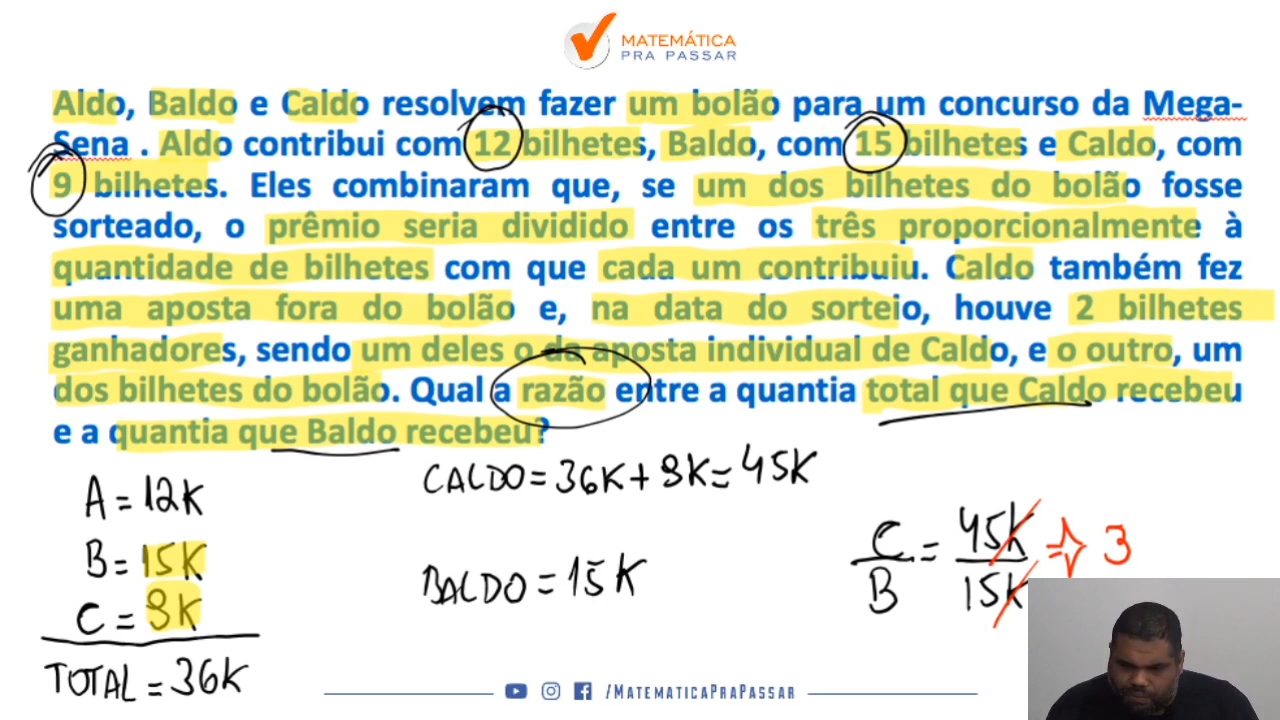 MATEMÁTICA
PRA PASSAR
Aldo, Baldo e Caldo resolvem fazer um bolão para um concurso da Mega-
Sena . Aldo contribui com 12 bilhetes, Baldo, com 15 bilhetes e Caldo, com
9 bilhetes. Eles combinaram que, se um dos bilhetes do bolão fosse
sorteado, o prêmio seria dividido entre os três proporcionalmente à
quantidade de bilhetes com que cada um contribuiu. Caldo também fez
uma aposta fora do bolão e, na data do sorteio, houve 2 bilhetes
ganhadores, sendo um deles o da aposta individual de Caldo, e o outro, um
dos bilhetes do bolão. Qual a razão entre a quantia total que Caldo recebeu
e a quantia que Baldo recebeu?
A = 12K
B = 15K
C = 9K
TOTAL = 36K
CALDO = 36K + 9K = 45K
BALDO = 15K
C/B = 45K/15K => 3
/MATEMATICAPRAPASSAR